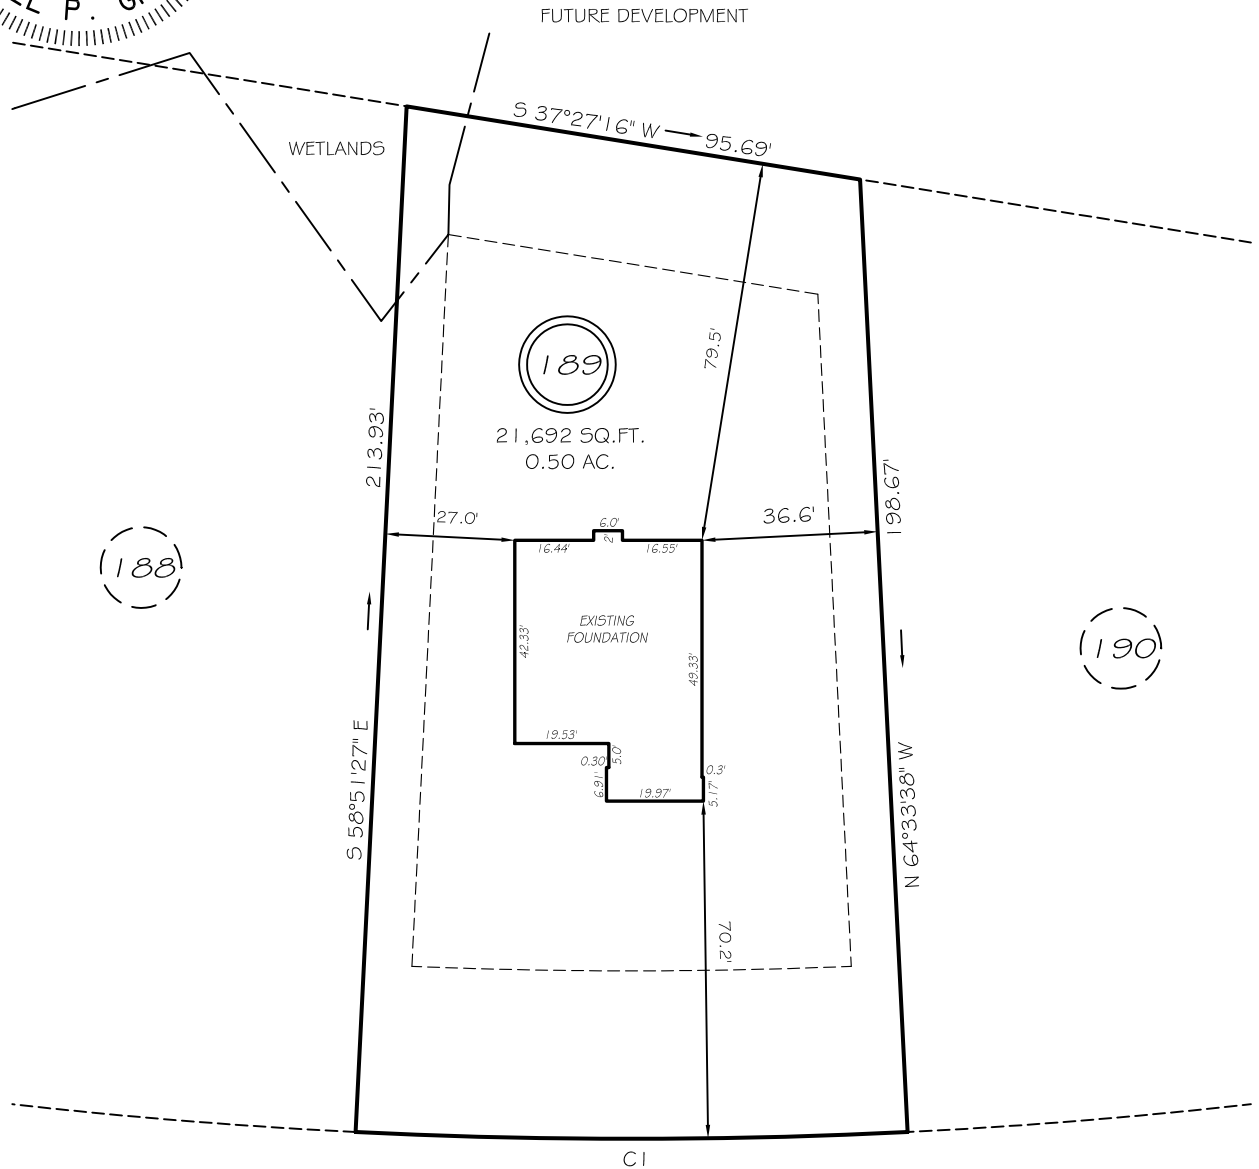 L P. G
FUTURE DEVELOPMENT
S 37°27'16" W
95.69'
WETLANDS
79.5'
189
21,692 SQ.FT.
0.50 AC.
213.93'
198.67'
27.0'
6.0'
36.6'
16.44'
2'
16.55'
188
EXISTING
FOUNDATION
42.33'
49.33'
190
19.53'
5.0'
0.30'
0.3'
6.91'
19.97'
5.17'
S 58°51'27" E
N 64°33'38" W
70.2'
C1